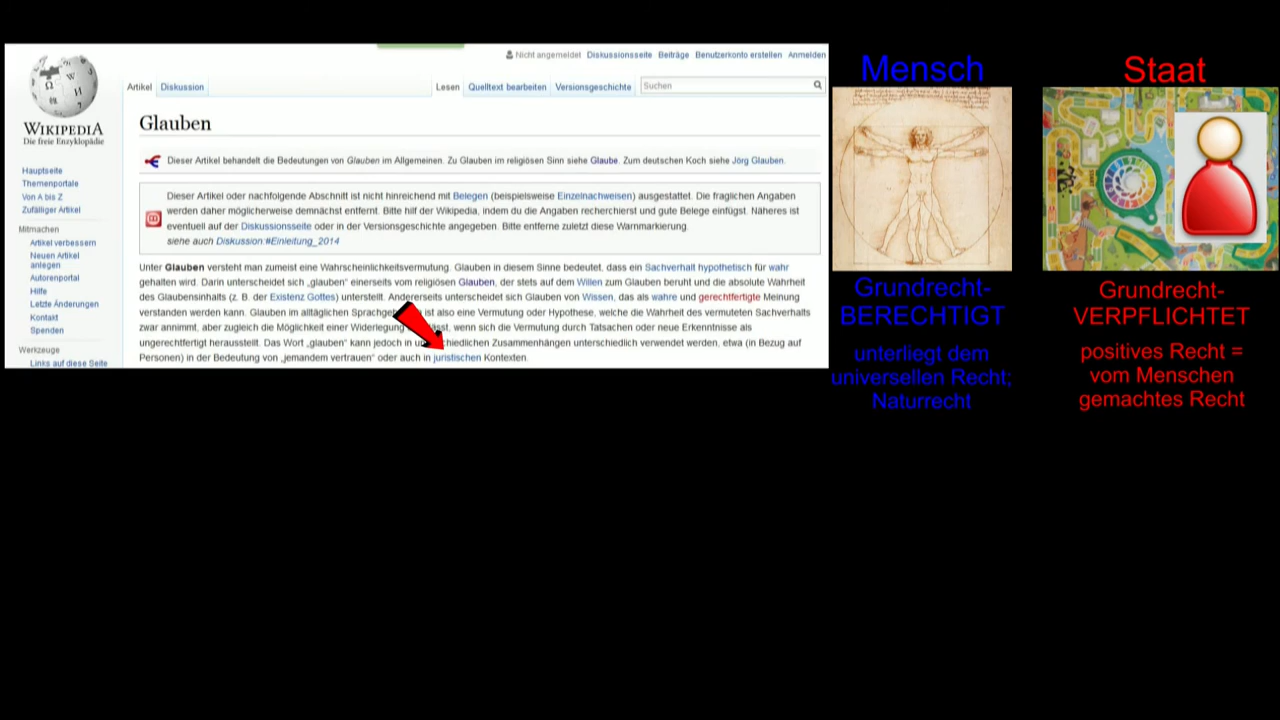 Nicht angemeldet Diskussionsseite Beiträge Benutzerkonto erstellen Anmelden
Artikel Diskussion Lesen Quelltext bearbeiten Versionsgeschichte Suchen
WIKIPEDIA
Die freie Enzyklopädie
Hauptseite
Themenportale
Von A bis Z
Zufälliger Artikel
Mitmachen
Artikel verbessern
Neuen Artikel
anlegen
Autorenportal
Hilfe
Letzte Änderungen
Kontakt
Spenden
Werkzeuge
Links auf diese Seite
Glauben
Dieser Artikel behandelt die Bedeutungen von Glauben im Allgemeinen. Zu Glauben im religiösen Sinn siehe Glaube. Zum deutschen Koch siehe Jörg Glauben.
Dieser Artikel oder nachfolgende Abschnitt ist nicht hinreichend mit Belegen (beispielsweise Einzelnachweisen) ausgestattet. Die fraglichen Angaben
werden daher möglicherweise demnächst entfernt. Bitte hilf der Wikipedia, indem du die Angaben recherchierst und gute Belege einfügst. Näheres ist
eventuell auf der Diskussionsseite oder in der Versionsgeschichte angegeben. Bitte entferne zuletzt diese Warnmarkierung.
siehe auch Diskussion:#Einleitung_2014
Unter Glauben versteht man zumeist eine Wahrscheinlichkeitsvermutung. Glauben in diesem Sinne bedeutet, dass ein Sachverhalt hypothetisch für wahr
gehalten wird. Darin unterscheidet sich „glauben“ einerseits vom religiösen Glauben, der stets auf dem Willen zum Glauben beruht und die absolute Wahrheit
des Glaubensinhalts (z. B. der Existenz Gottes) unterstellt. Andererseits unterscheidet sich Glauben von Wissen, das als wahre und gerechtfertigte Meinung
verstanden werden kann. Glauben im alltäglichen ist also eine Vermutung oder Hypothese, welche die Wahrheit des vermuteten Sachverhalts
zwar annimmt, aber zugleich die Möglichkeit einer Widerlegung wenn sich die Vermutung durch Tatsachen oder neue Erkenntnisse als
ungerechtfertigt herausstellt. Das Wort „glauben“ kann jedoch in Zusammenhängen unterschiedlich verwendet werden, etwa (in Bezug auf
Personen) in der Bedeutung von „jemandem vertrauen“ oder auch in juristischen Kontexten.
Mensch
Grundrecht-
BERECHTIGT
unterliegt dem
universellen Recht;
Naturrecht
Staat
Grundrecht-
VERPFLICHTET
positives Recht =
vom Menschen
gemachtes Recht